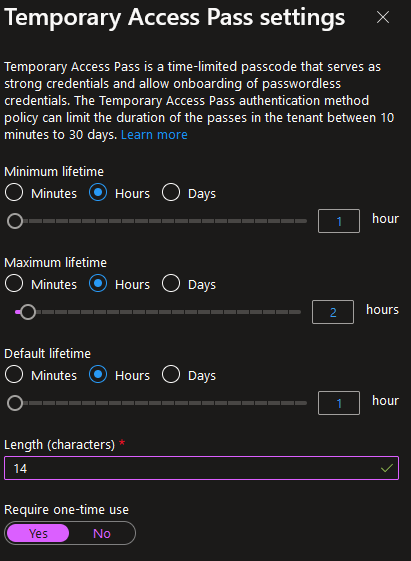 Temporary Access Pass settings
Temporary Access Pass is a time-limited passcode that serves as
strong credentials and allow onboarding of passwordless
credentials. The Temporary Access Pass authentication method
policy can limit the duration of the passes in the tenant between 10
minutes to 30 days. Learn more
Minimum lifetime
Minutes Hours Days
1 hour
Maximum lifetime
Minutes Hours Days
2 hours
Default lifetime
Minutes Hours Days
1 hour
Length (characters) *
14
Require one-time use
Yes No